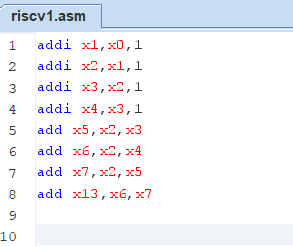 riscv1.asm
1 addi x1,x0,1
2 addi x2,x1,1
3 addi x3,x2,1
4 addi x4,x3,1
5 add x5,x2,x3
6 add x6,x2,x4
7 add x7,x2,x5
8 add x13,x6,x7
9
10